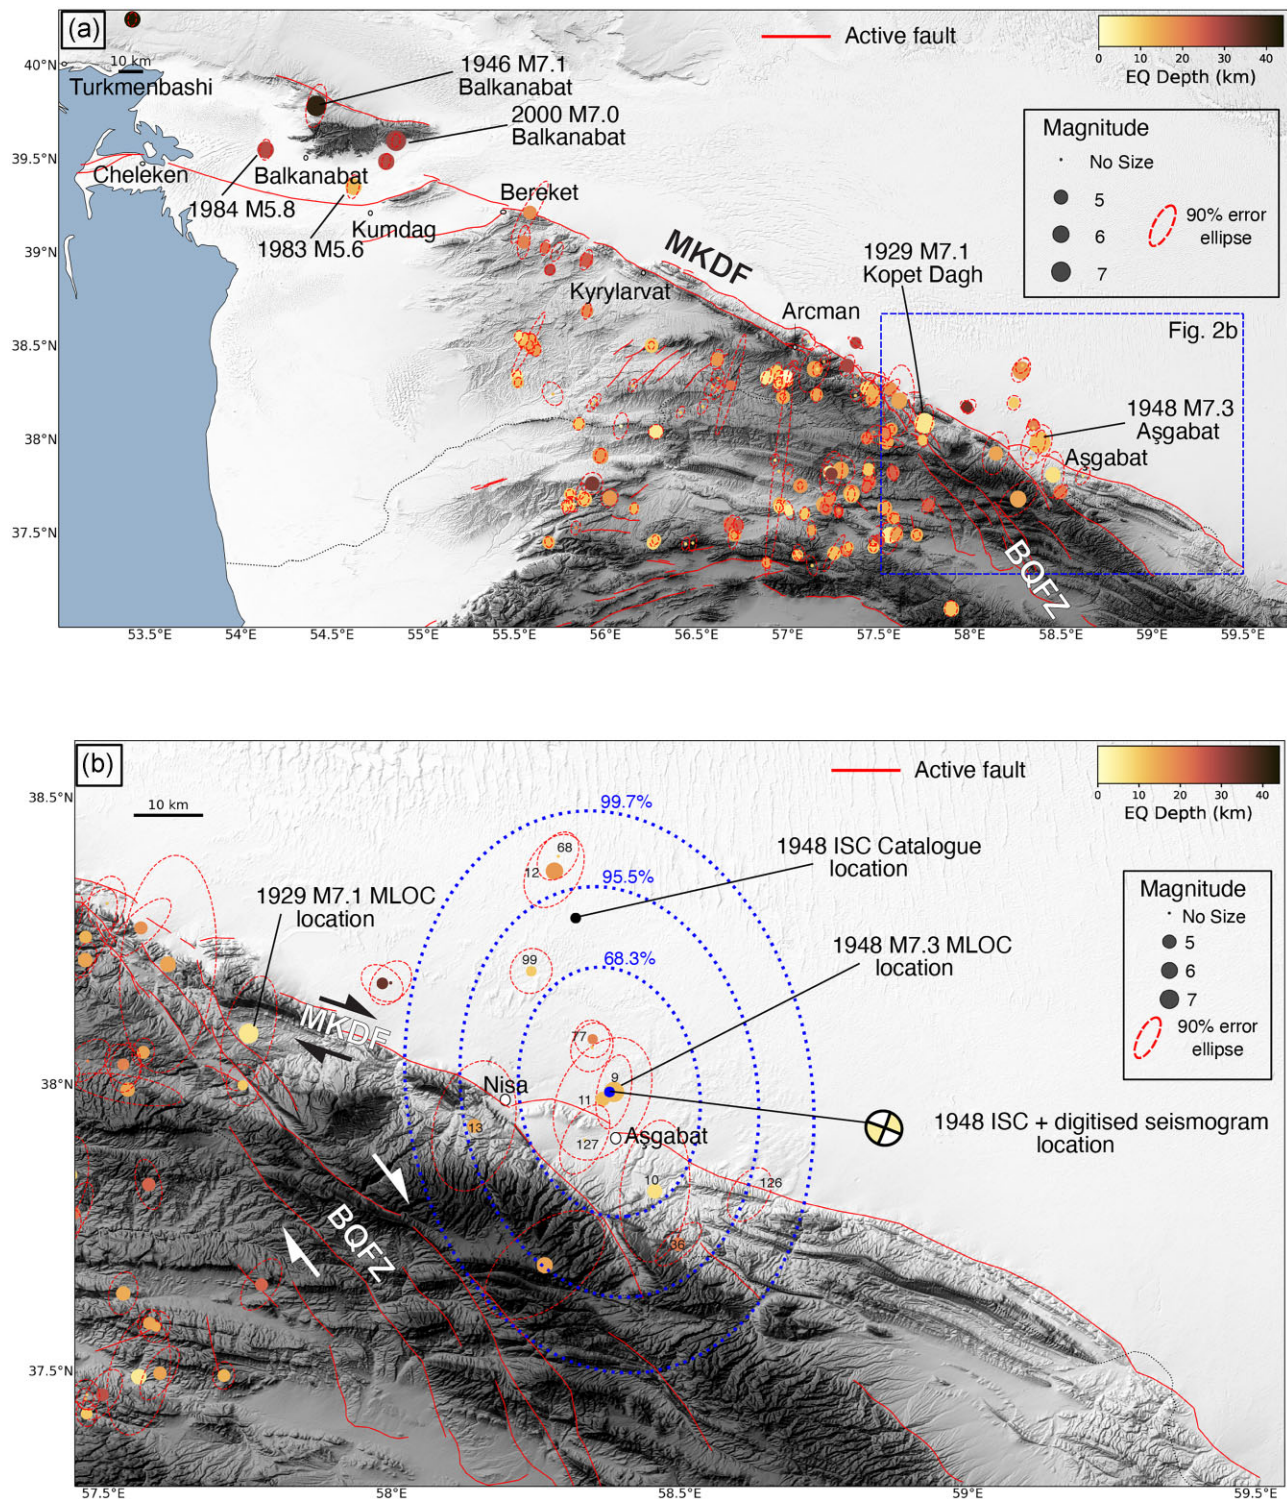 (a)
Active fault
0 10 20 30 40
EQ Depth (km)
40°N
10 km
Turkmenbashi
1946 M7.1
Balkanabat
2000 M7.0
Balkanabat
Magnitude
No Size
5
6
7
90% error
ellipse
39.5°N
Cheleken
Balkanabat
1984 M5.8
1983 M5.6
Kumdag
Bereket
39°N
MKDF
Kyrylarvat
Arcman
1929 M7.1
Kopet Dagh
Fig. 2b
38.5°N
1948 M7.3
Aşgabat
Aşgabat
38°N
37.5°N
BQFZ
53.5°E 54°E 54.5°E 55°E 55.5°E 56°E 56.5°E 57°E 57.5°E 58°E 58.5°E 59°E 59.5°E
(b)
Active fault
0 10 20 30 40
EQ Depth (km)
38.5°N
10 km
99.7%
68
12
1948 ISC Catalogue
location
1929 M7.1 MLOC
location
95.5%
Magnitude
No Size
5
6
7
90% error
ellipse
99
68.3%
1948 M7.3 MLOC
location
MKDF
77
38°N
Nisa
9
11
13
127
Aşgabat
1948 ISC + digitised seismogram
location
10
126
36
BQFZ
37.5°N
57.5°E 58°E 58.5°E 59°E 59.5°E